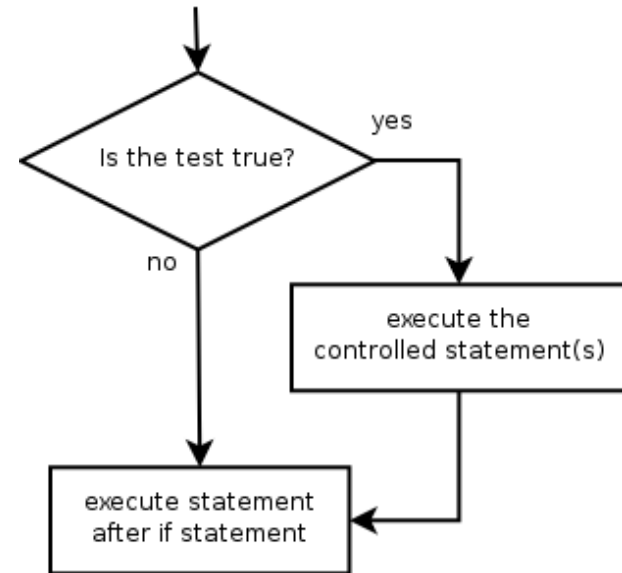 yes
Is the test true?
no
execute the
controlled statement(s)
execute statement
after if statement